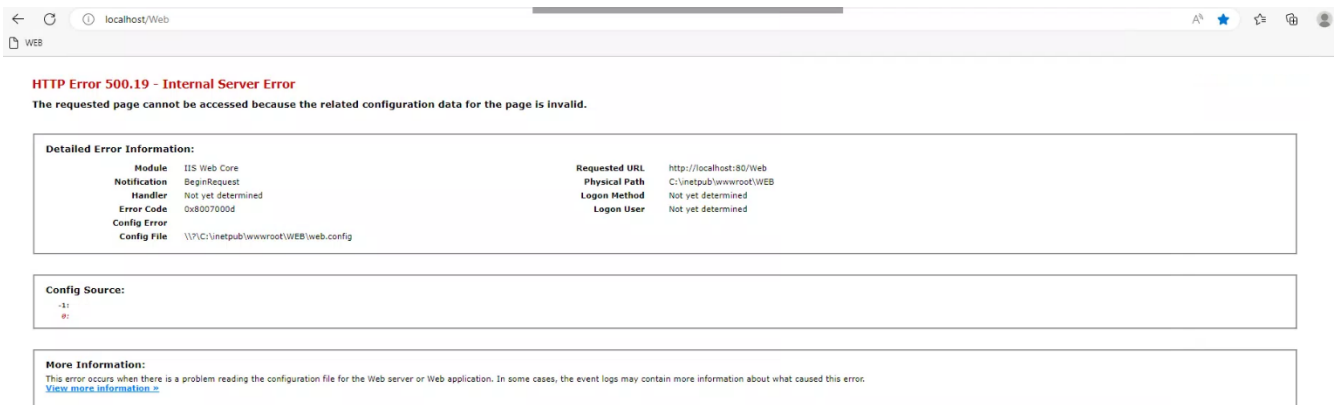 localhost/Web
WEB
HTTP Error 500.19 - Internal Server Error
The requested page cannot be accessed because the related configuration data for the page is invalid.
Detailed Error Information:
Module IIS Web Core
Notification BeginRequest
Handler Not yet determined
Error Code 0x8007000d
Config Error
Config File \\?\C:\inetpub\wwwroot\WEB\web.config
Requested URL http://localhost:80/Web
Physical Path C:\inetpub\wwwroot\WEB
Logon Method Not yet determined
Logon User Not yet determined
Config Source:
-1:
0:
More Information:
This error occurs when there is a problem reading the configuration file for the Web server or Web application. In some cases, the event logs may contain more information about what caused this error.
View more information »